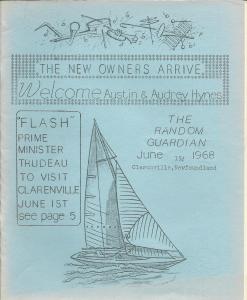 THE NEW OWNERS ARRIVE
Welcome Austin & Audrey Hynes
"FLASH"
PRIME
MINISTER
THUDEAU
TO VISIT
CLARENVILLE
JUNE 1ST
see page 5
THE
RANDOM
GUARDIAN
June 1st 1968
Clarenville, Newfoundland